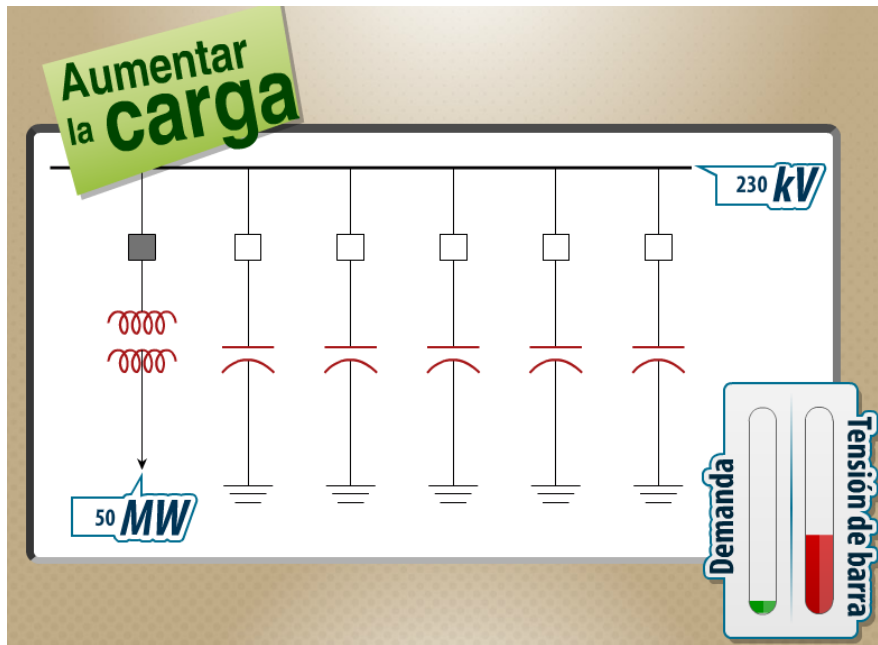 Aumentar
la carga
230 kV
50 MW
Demanda
Tensión de barra